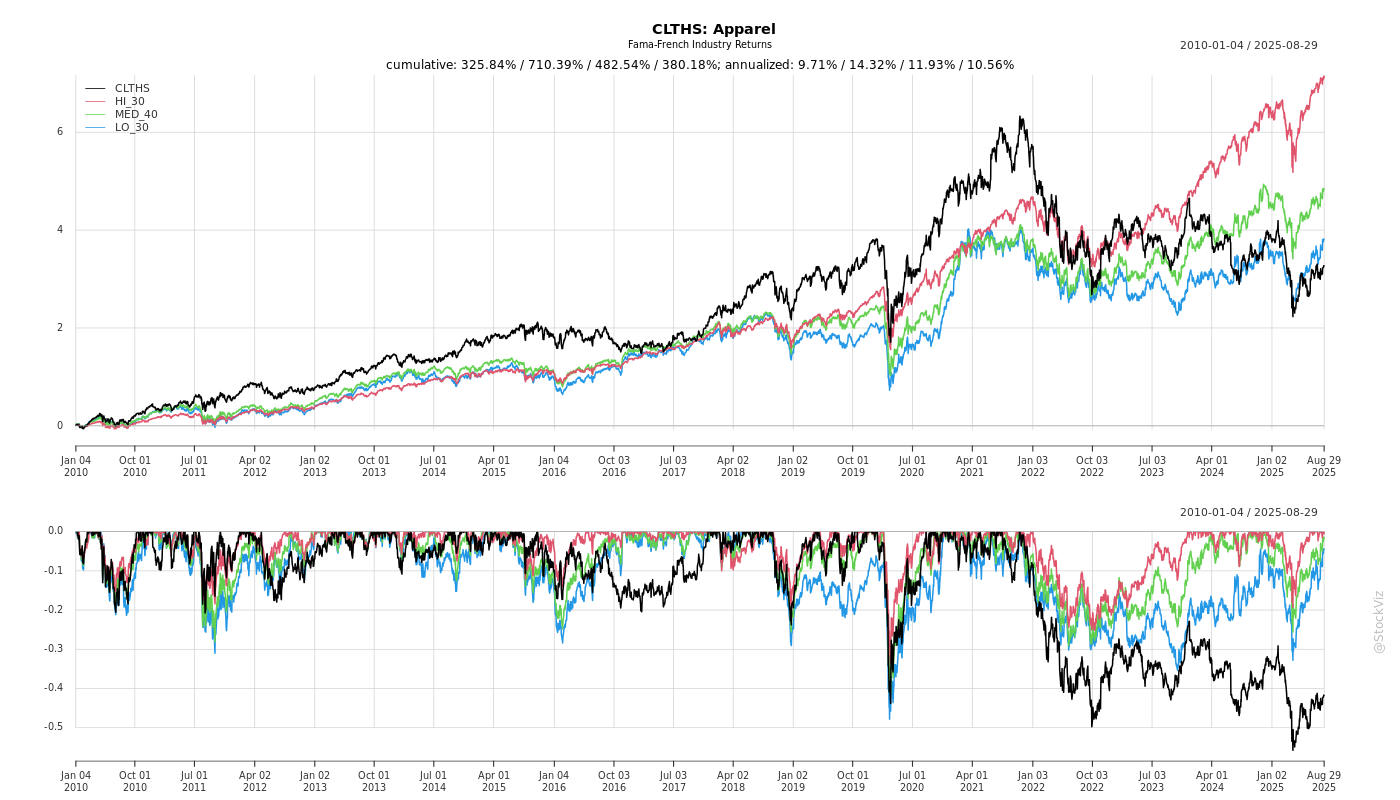 CLTHS: Apparel
Fama-French Industry Returns
2010-01-04 / 2025-08-29
cumulative: 325.84% / 710.39% / 482.54% / 380.18%; annualized: 9.71% / 14.32% / 11.93% / 10.56%
CLTHS
HI_30
MED_40
LO_30
6
4
2
0
Jan 04 Oct 01 Jul 01 Apr 02 Jan 02 Oct 01 Jul 01 Apr 01 Jan 04 Oct 03 Jul 03 Apr 02 Jan 02 Oct 01 Jul 01 Apr 01 Jan 03 Oct 03 Jul 03 Apr 01 Jan 02 Aug 29
2010 2010 2011 2012 2013 2013 2014 2015 2016 2016 2017 2018 2019 2019 2020 2021 2022 2022 2023 2024 2025 2025
2010-01-04 / 2025-08-29
0.0
-0.1
-0.2
-0.3
-0.4
-0.5
Jan 04 Oct 01 Jul 01 Apr 02 Jan 02 Oct 01 Jul 01 Apr 01 Jan 04 Oct 03 Jul 03 Apr 02 Jan 02 Oct 01 Jul 01 Apr 01 Jan 03 Oct 03 Jul 03 Apr 01 Jan 02 Aug 29
2010 2010 2011 2012 2013 2013 2014 2015 2016 2016 2017 2018 2019 2019 2020 2021 2022 2022 2023 2024 2025 2025
@StockViz